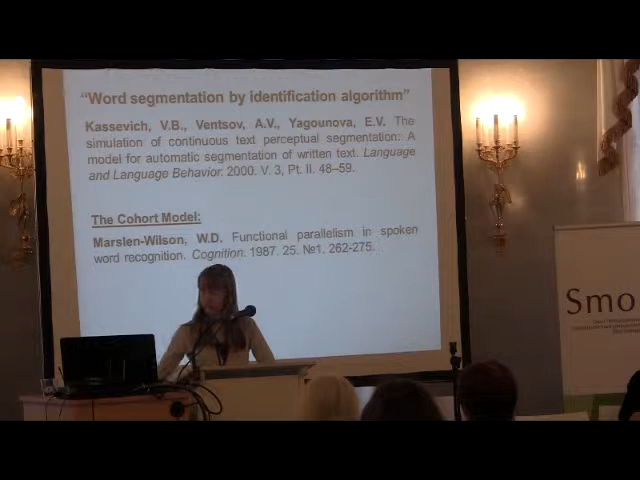 “Word segmentation by identification algorithm”
Kassevich, V.B., Ventsov, A.V., Yagounova, E.V. The
simulation of continuous text perceptual segmentation: A
model for automatic segmentation of written text. Language
and Language Behavior. 2000. V. 3, Pt. II. 48–59.
The Cohort Model:
Marslen-Wilson, W.D. Functional parallelism in spoken
word recognition. Cognition. 1987. 25. №1. 262-275.
Smo